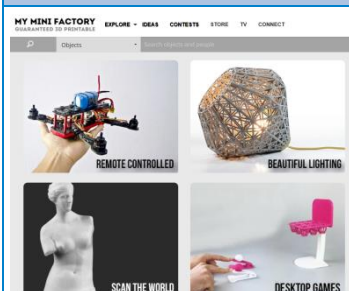 MY MINI FACTORY
GUARANTEED 3D PRINTABLE
EXPLORE IDEAS CONTESTS STORE TV CONNECT
Objects Search objects and people
REMOTE CONTROLLED
BEAUTIFUL LIGHTING
SCAN THE WORLD
DESKTOP GAMES